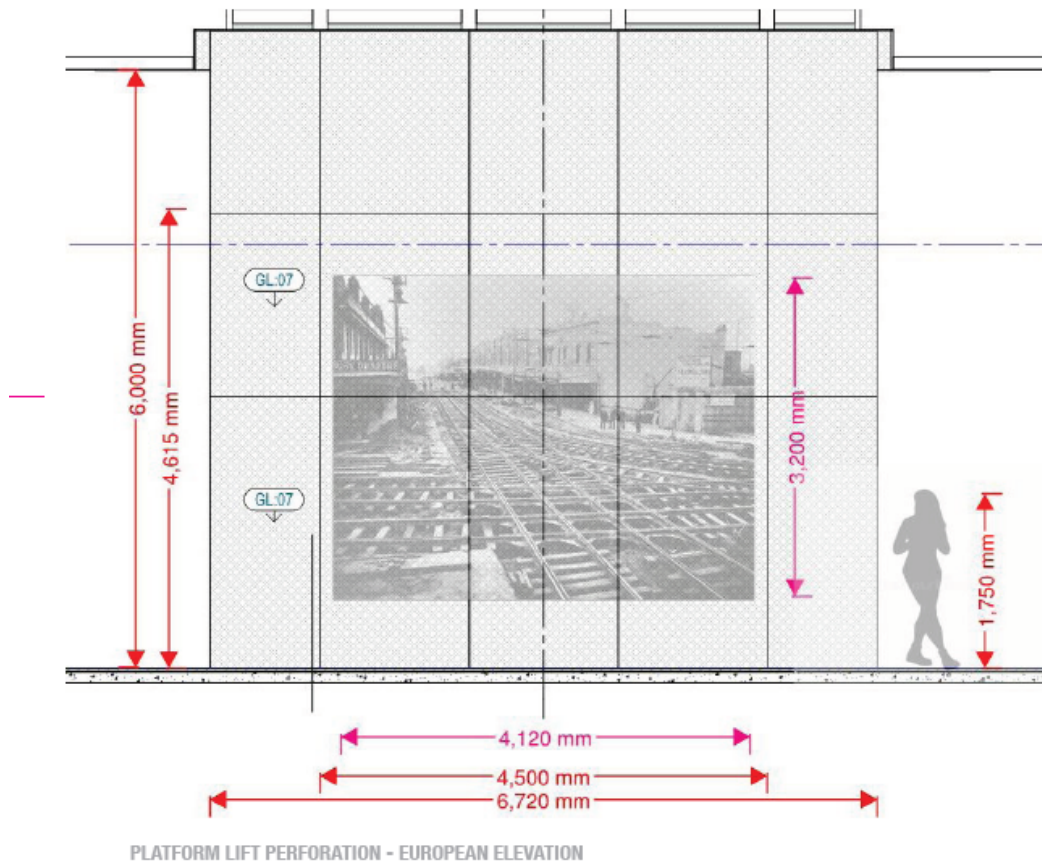 GL:07
6,000 mm
4,615 mm
3,200 mm
GL:07
1,750 mm
4,120 mm
4,500 mm
6,720 mm
PLATFORM LIFT PERFORATION - EUROPEAN ELEVATION